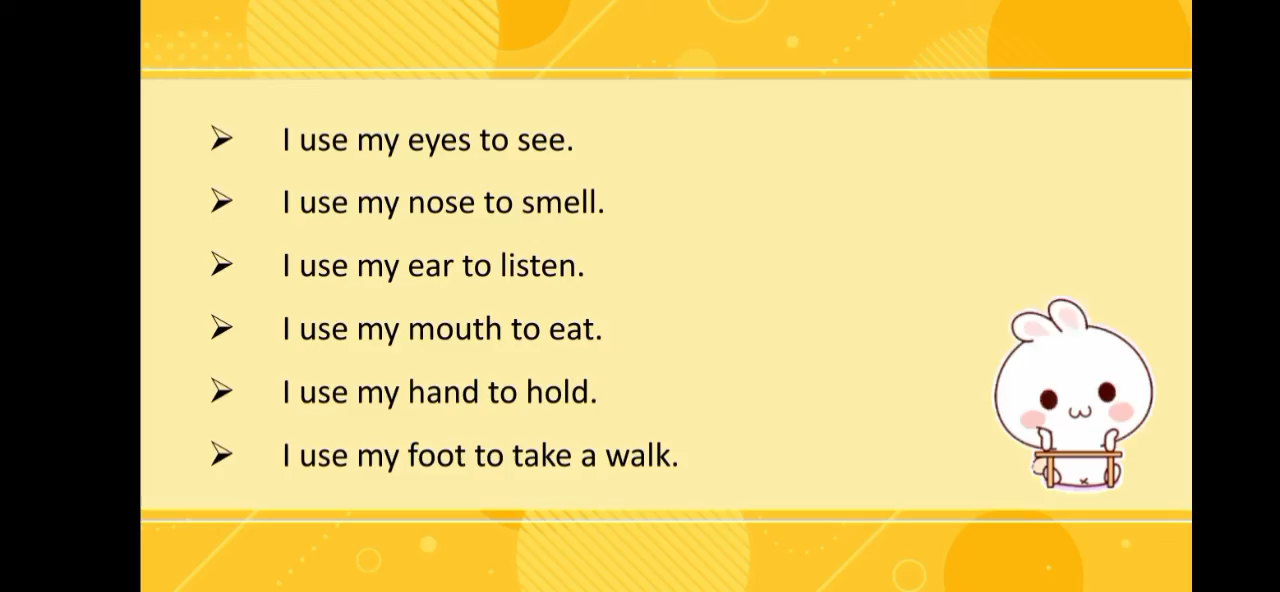 ➢ I use my eyes to see.
➢ I use my nose to smell.
➢ I use my ear to listen.
➢ I use my mouth to eat.
➢ I use my hand to hold.
➢ I use my foot to take a walk.